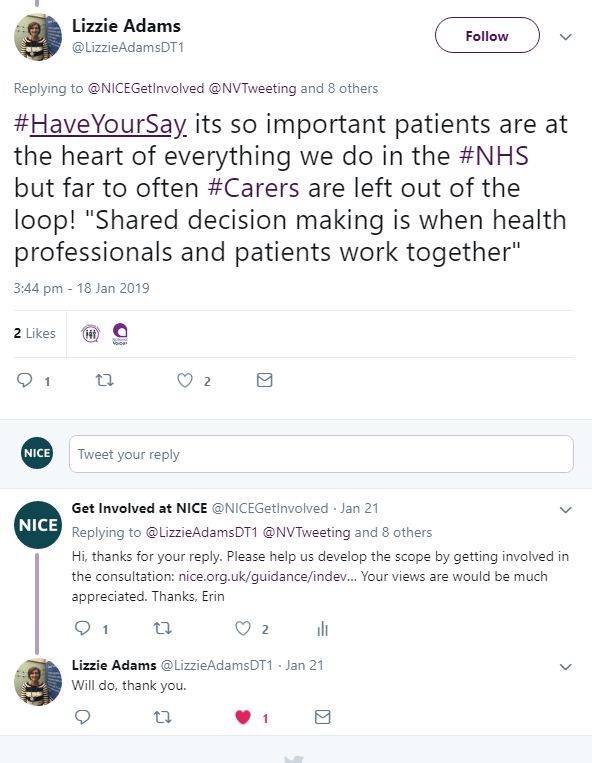 Lizzie Adams
@LizzieAdamsDT1
Follow
Replying to @NICEGetInvolved @NVTweeting and 8 others
#HaveYourSay its so important patients are at
the heart of everything we do in the #NHS
but far to often #Carers are left out of the
loop! "Shared decision making is when health
professionals and patients work together"
3:44 pm - 18 Jan 2019
2 Likes
1
2
NICE
Tweet your reply
NICE
Get Involved at NICE @NICEGetInvolved · Jan 21
Replying to @LizzieAdamsDT1 @NVTweeting and 8 others
Hi, thanks for your reply. Please help us develop the scope by getting involved in
the consultation: nice.org.uk/guidance/indev... Your views are would be much
appreciated. Thanks, Erin
1
2
Lizzie Adams @LizzieAdamsDT1 · Jan 21
Will do, thank you.
1